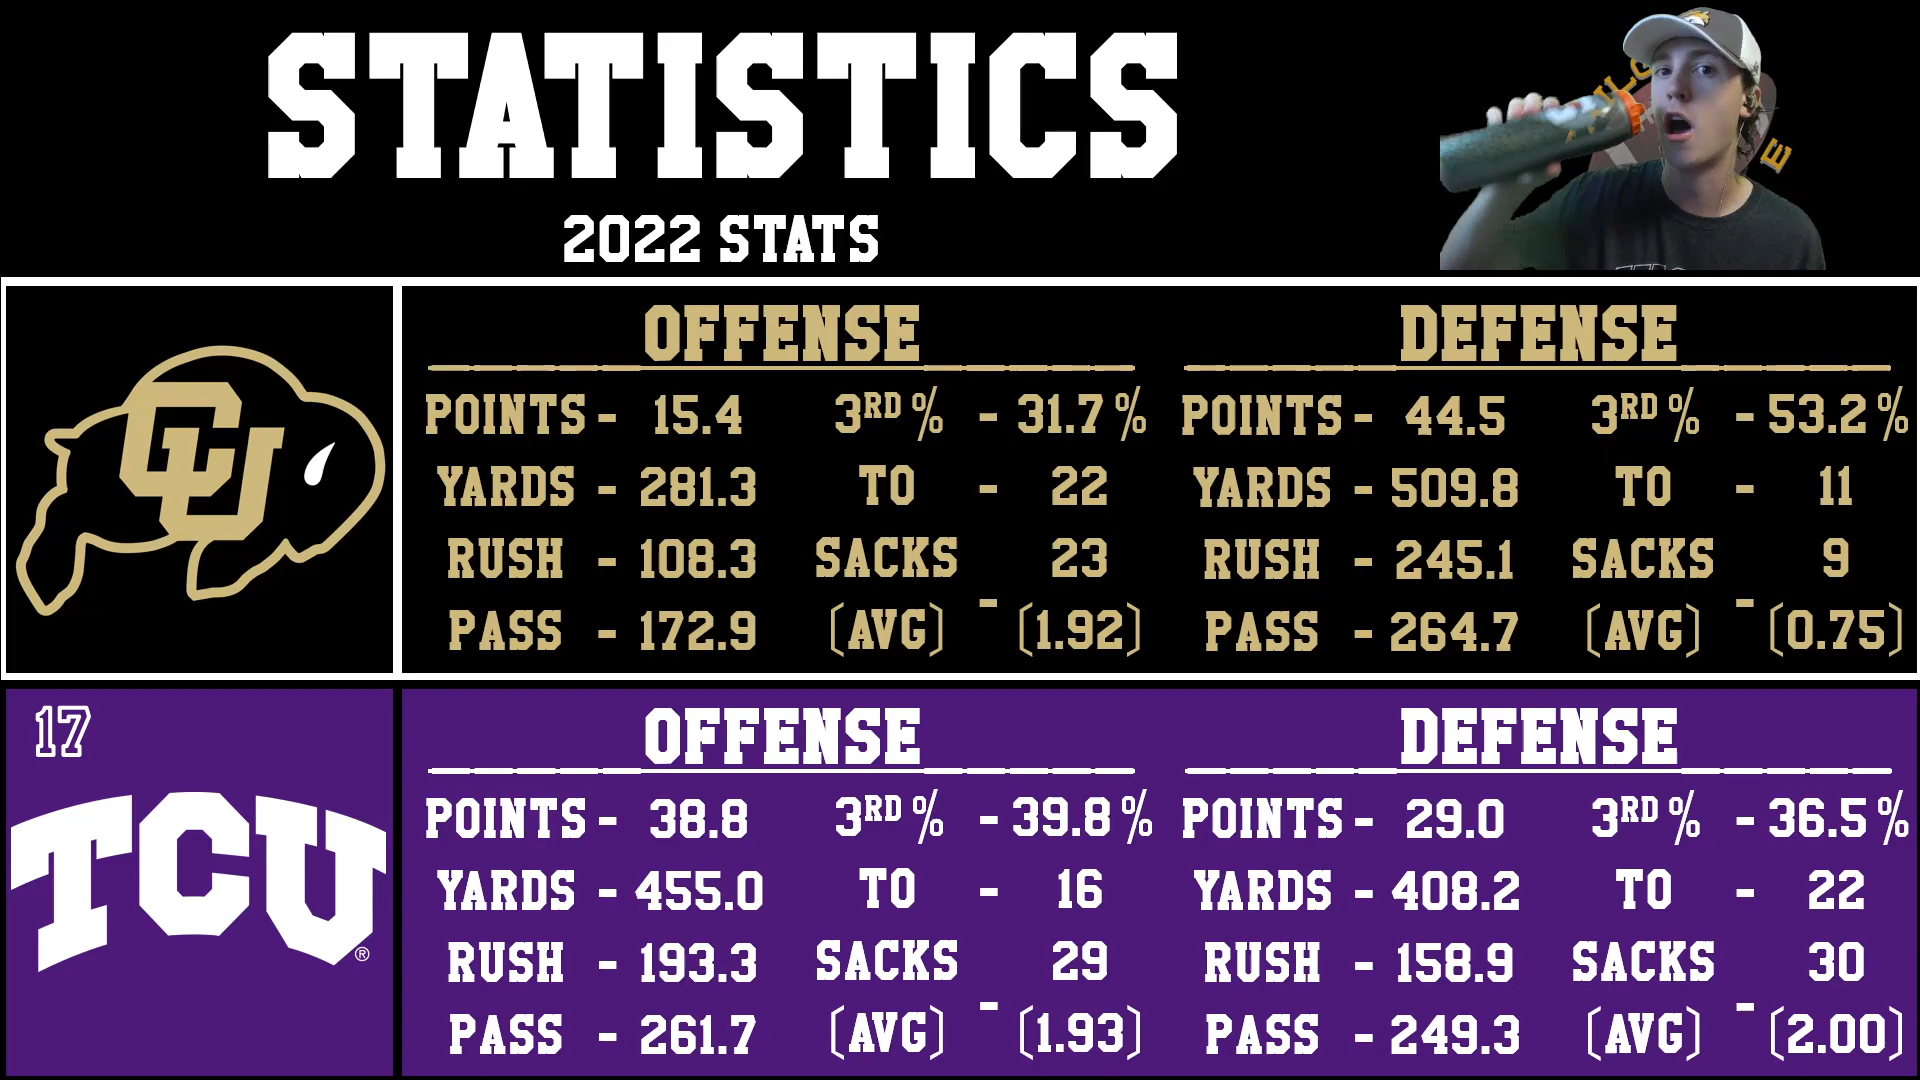 STATISTICS
2022 STATS
E
CU
OFFENSE
DEFENSE
POINTS - 15.4 3RD % - 31.7 % POINTS - 44.5 3RD % - 53.2 %
YARDS - 281.3 TO - 22 YARDS - 509.8 TO - 11
RUSH - 108.3 SACKS 23 RUSH - 245.1 SACKS 9
PASS - 172.9 (AVG) - (1.92) PASS - 264.7 (AVG) - (0.75)
17
TCU®
OFFENSE
DEFENSE
POINTS - 38.8 3RD % - 39.8 % POINTS - 29.0 3RD % - 36.5 %
YARDS - 455.0 TO - 16 YARDS - 408.2 TO - 22
RUSH - 193.3 SACKS 29 RUSH - 158.9 SACKS 30
PASS - 261.7 (AVG) - (1.93) PASS - 249.3 (AVG) - (2.00)